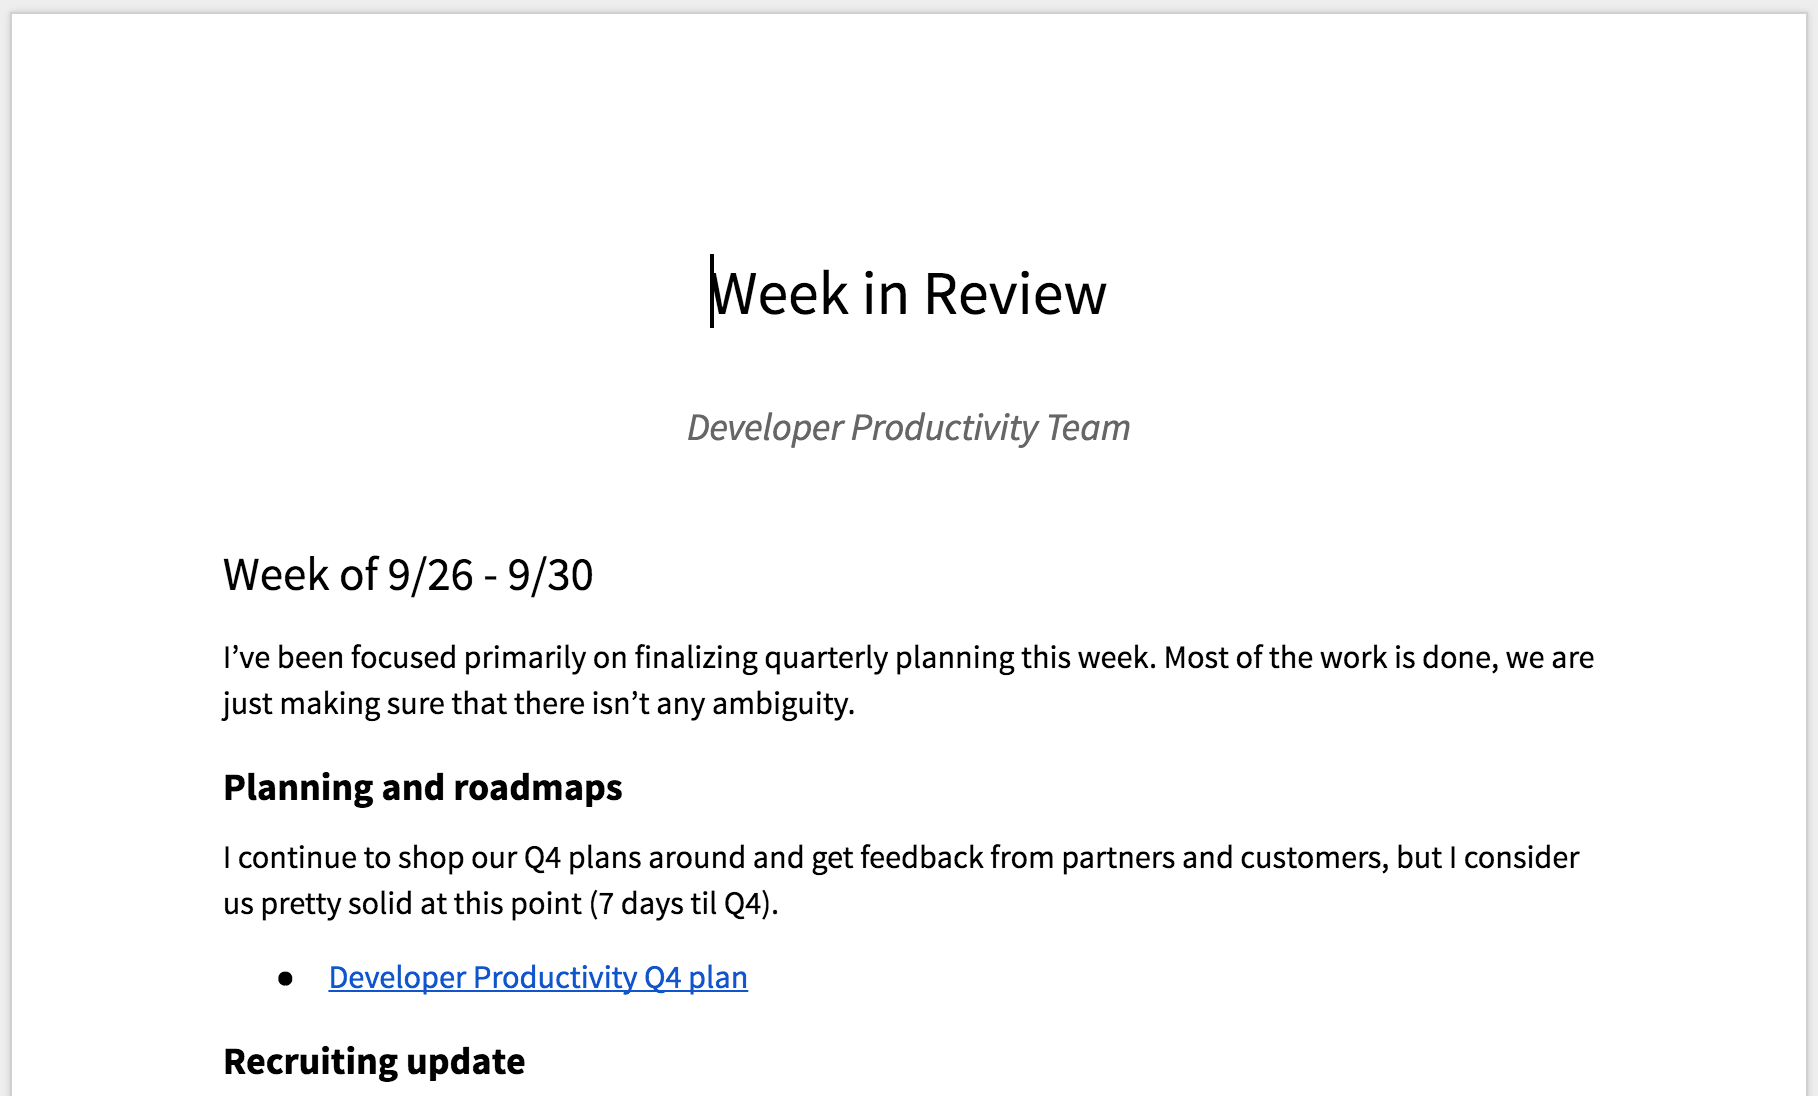 Week in Review
Developer Productivity Team
Week of 9/26 - 9/30
I’ve been focused primarily on finalizing quarterly planning this week. Most of the work is done, we are
just making sure that there isn’t any ambiguity.
Planning and roadmaps
I continue to shop our Q4 plans around and get feedback from partners and customers, but I consider
us pretty solid at this point (7 days til Q4).
● Developer Productivity Q4 plan
Recruiting update